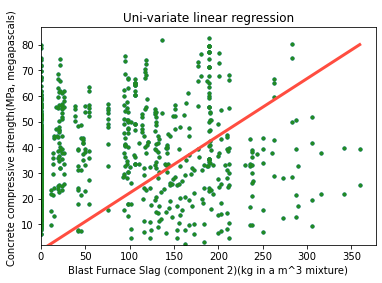 Uni-variate linear regression
Concrete compressive strength(MPa, megapascals)
80
70
60
50
40
30
20
10
0 50 100 150 200 250 300 350
Blast Furnace Slag (component 2)(kg in a m^3 mixture)